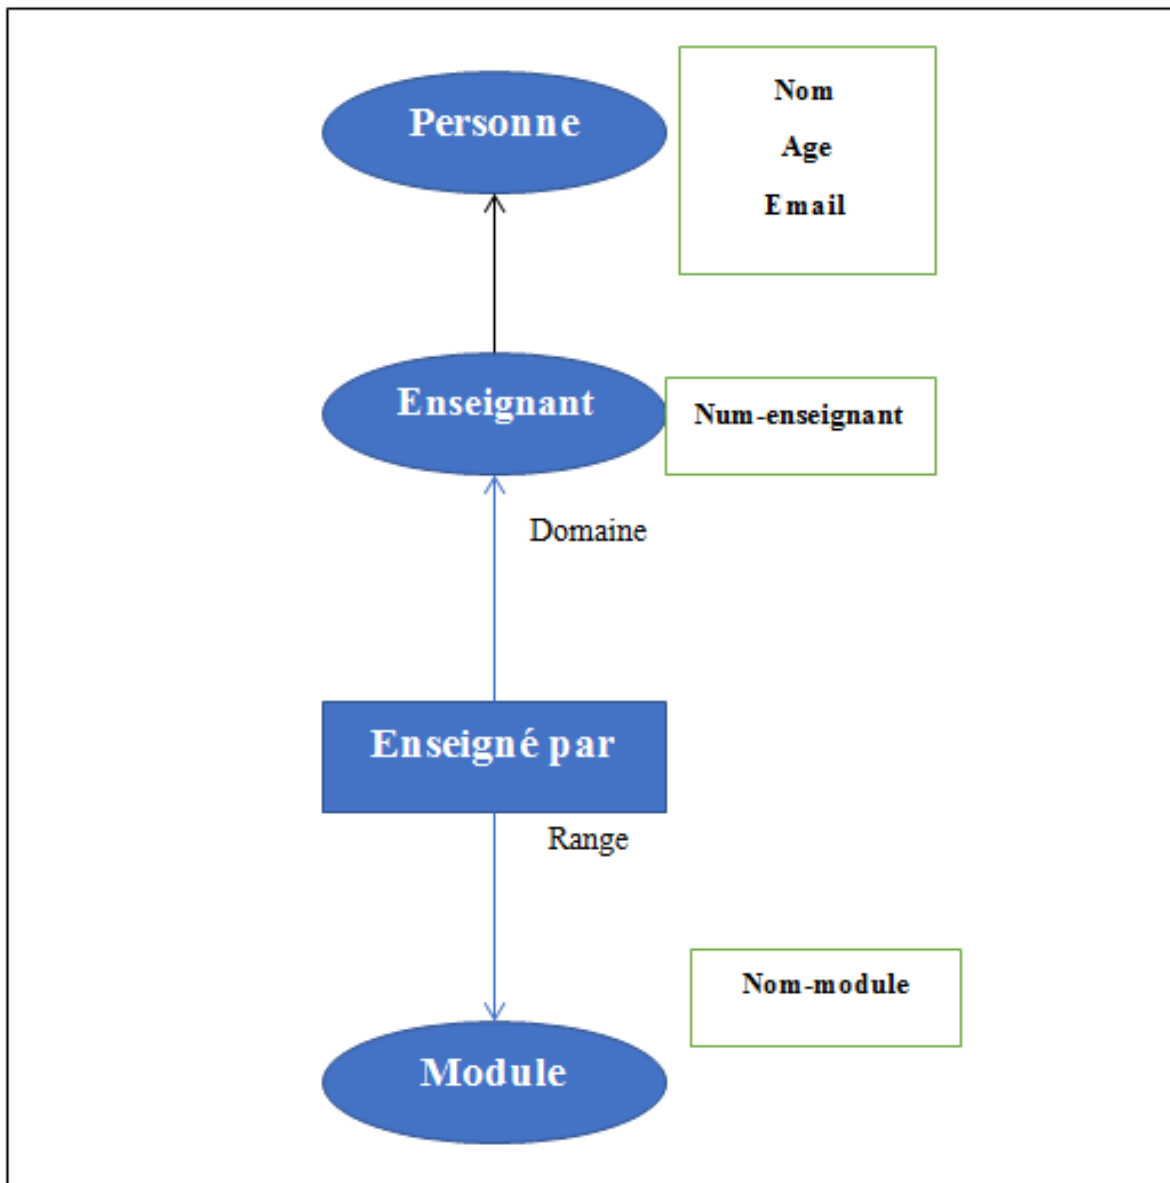 Personne
Nom
Age
Email
Enseignant
Num-enseignant
Domaine
Enseigné par
Range
Nom-module
Module